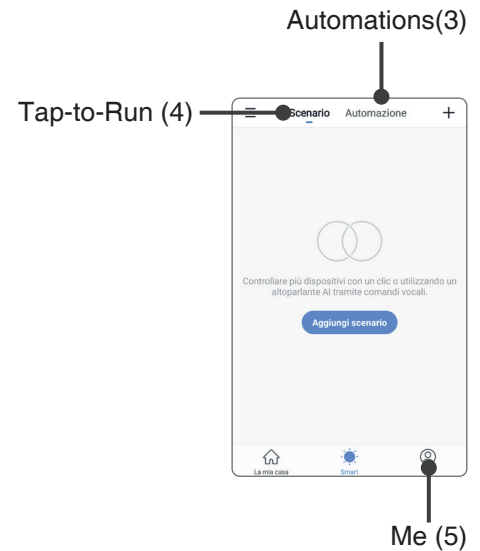 Automations(3)
Tap-to-Run (4)
Scenario Automazione
Controllare più dispositivi con un clic o utilizzando un
altoparlante AI tramite comandi vocali.
Aggiungi scenario
La mia casa Smart
Me (5)